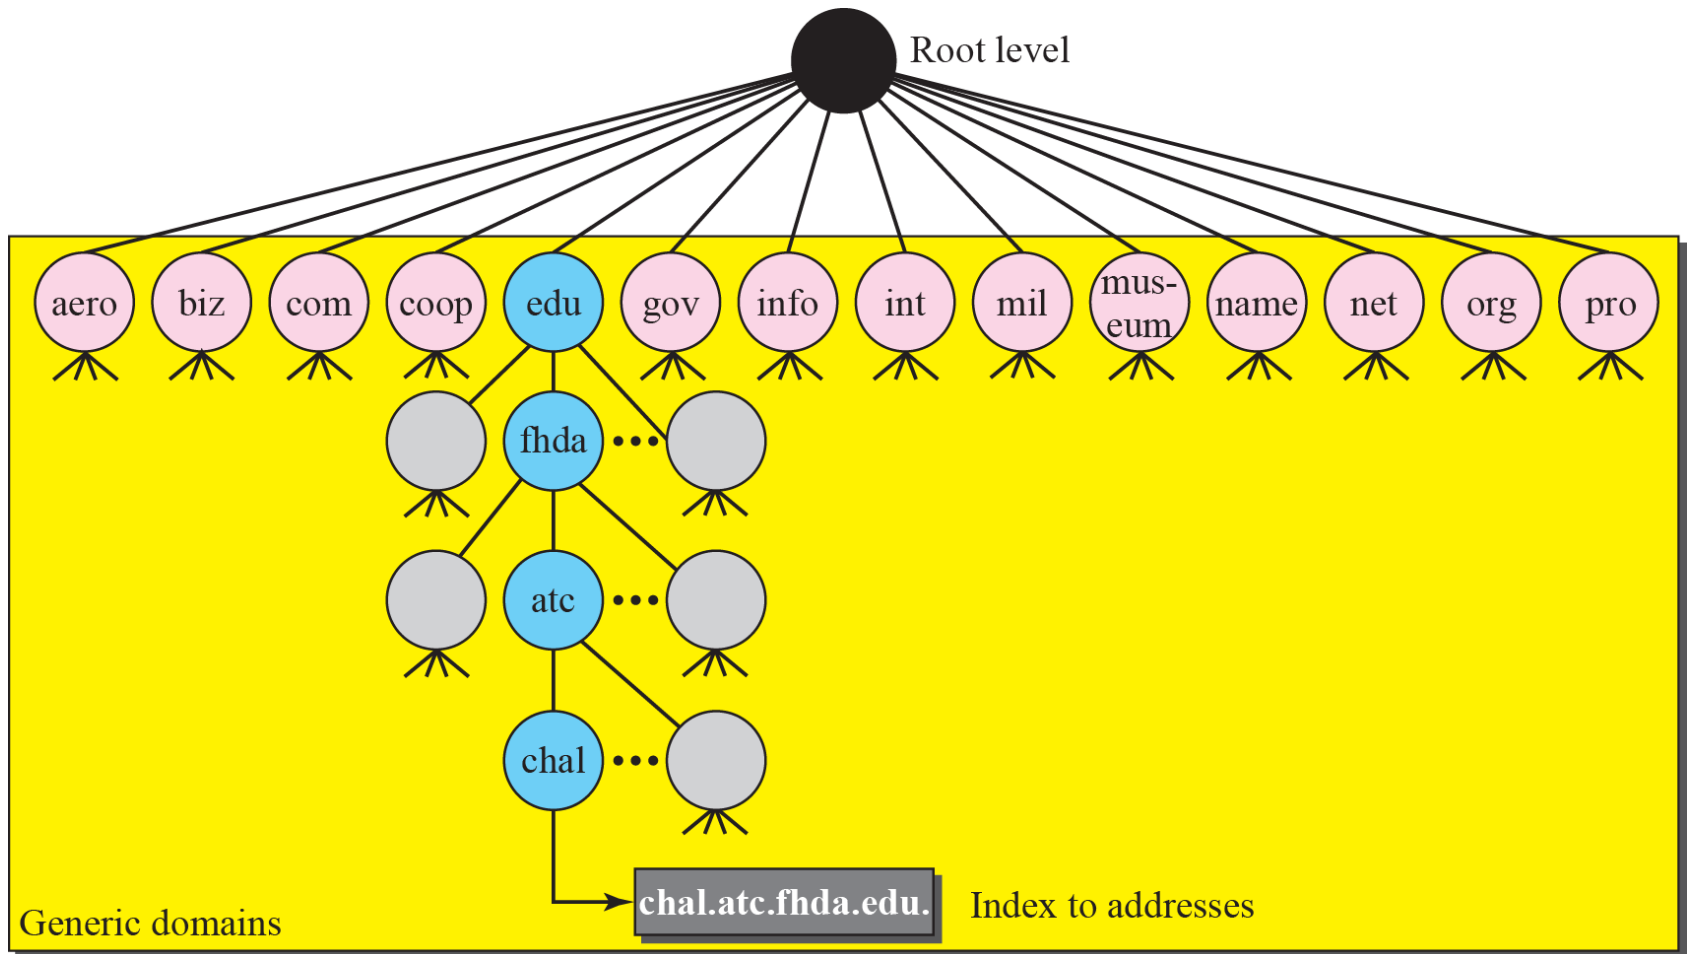 Root level
aero
biz
com
coop
edu
gov
info
int
mil
mus-
eum
name
net
org
pro
fhda
atc
chal
chal.atc.fhda.edu.
Index to addresses
Generic domains